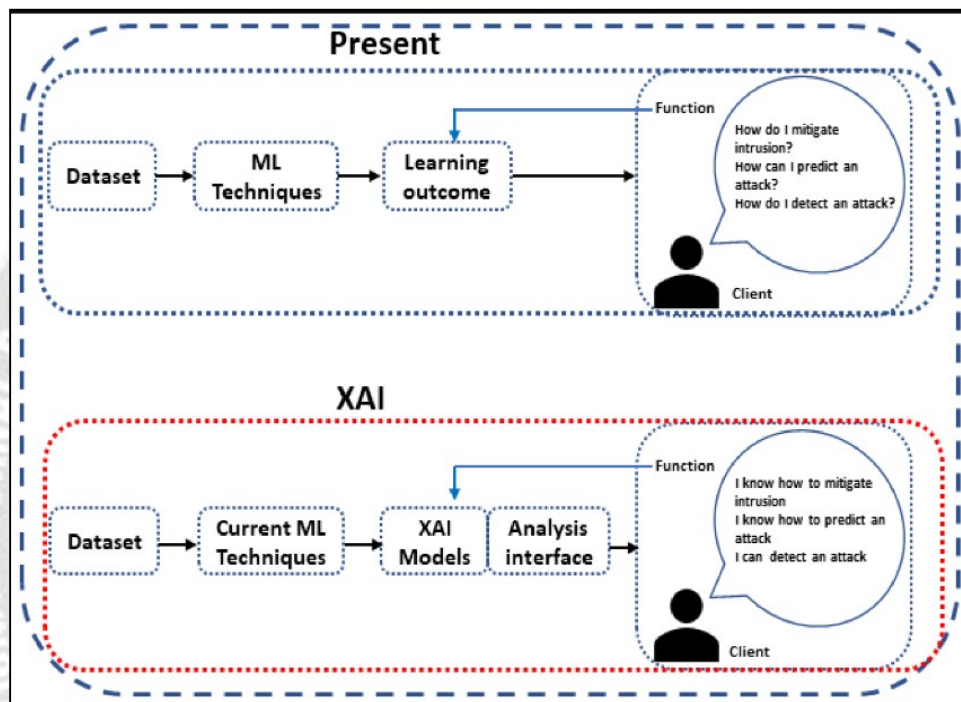 Present
Dataset
ML
Techniques
Learning
outcome
Function
How do I mitigate
intrusion?
How can I predict an
attack?
How do I detect an attack?
Client
XAI
Dataset
Current ML
Techniques
XAI
Models
Analysis
interface
Function
I know how to mitigate
intrusion
I know how to predict an
attack
I can detect an attack
Client